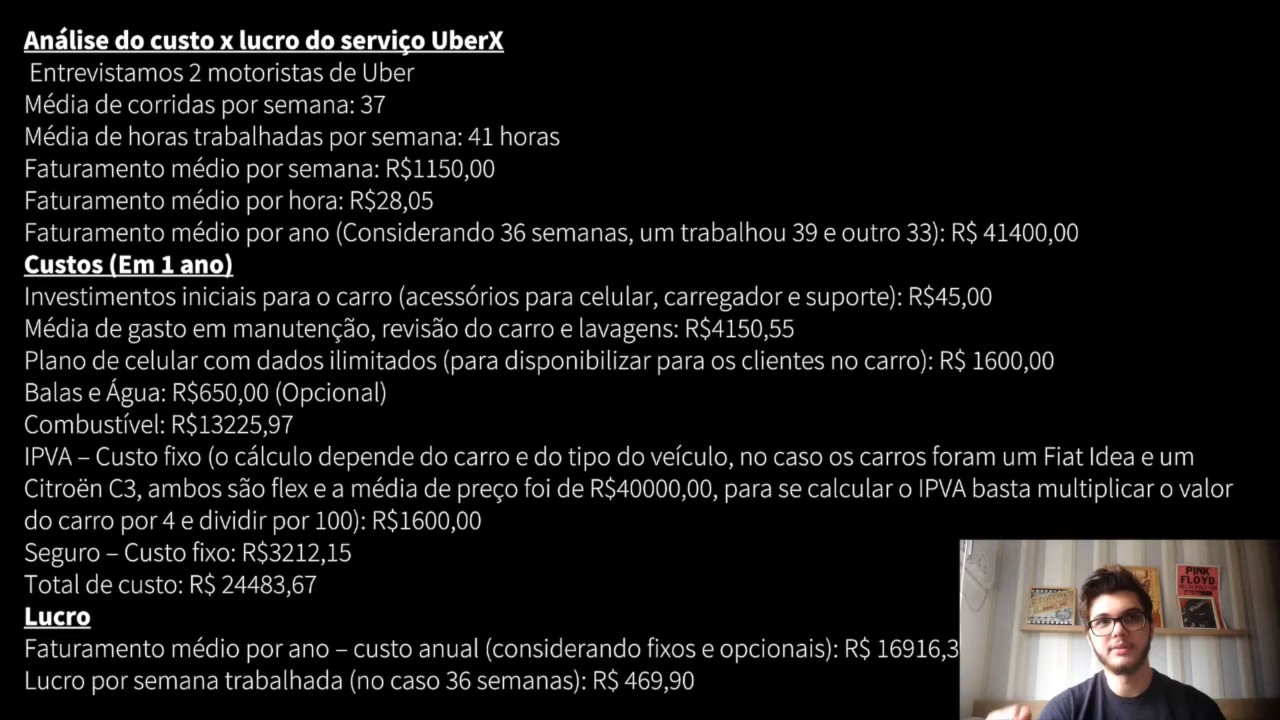 Análise do custo x lucro do serviço UberX
Entrevistamos 2 motoristas de Uber
Média de corridas por semana: 37
Média de horas trabalhadas por semana: 41 horas
Faturamento médio por semana: R$1150,00
Faturamento médio por hora: R$28,05
Faturamento médio por ano (Considerando 36 semanas, um trabalhou 39 e outro 33): R$ 41400,00
Custos (Em 1 ano)
Investimentos iniciais para o carro (acessórios para celular, carregador e suporte): R$45,00
Média de gasto em manutenção, revisão do carro e lavagens: R$4150,55
Plano de celular com dados ilimitados (para disponibilizar para os clientes no carro): R$ 1600,00
Balas e Água: R$650,00 (Opcional)
Combustível: R$13225,97
IPVA – Custo fixo (o cálculo depende do carro e do tipo do veículo, no caso os carros foram um Fiat Idea e um
Citroën C3, ambos são flex e a média de preço foi de R$40000,00, para se calcular o IPVA basta multiplicar o valor
do carro por 4 e dividir por 100): R$1600,00
Seguro – Custo fixo: R$3212,15
Total de custo: R$ 24483,67
Lucro
Faturamento médio por ano – custo anual (considerando fixos e opcionais): R$ 16916,3
Lucro por semana trabalhada (no caso 36 semanas): R$ 469,90
PINK
FLOYD